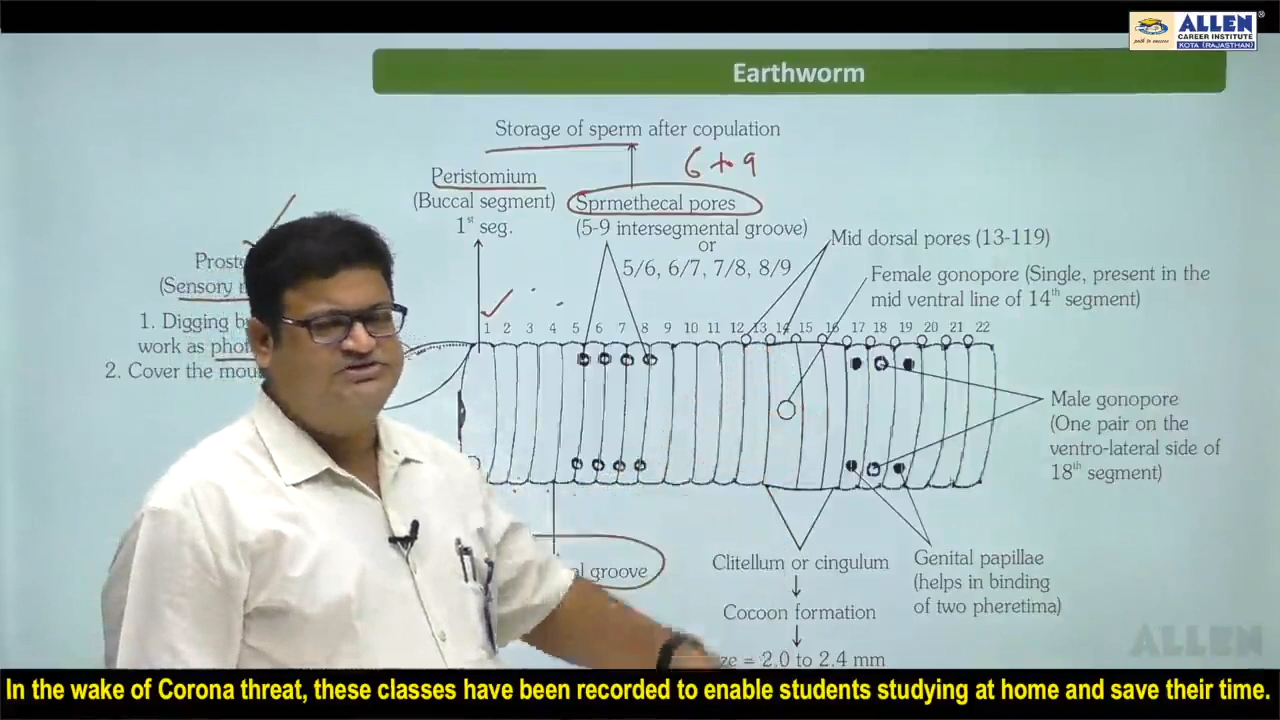 ALLEN
CAREER INSTITUTE
KOTA (RAJASTHAN)
path to success
Earthworm
Storage of sperm after copulation
6 + 9
Peristomium
(Buccal segment)
1st seg.
Sprmethecal pores
(5-9 intersegmental groove)
or
5/6, 6/7, 7/8, 8/9
Mid dorsal pores (13-119)
Female gonopore (Single, present in the
mid ventral line of 14th segment)
(Sensory
1. Digging
work as
2. Cover the
1 2 3 4 5 6 7 8 9 10 11 12 13 14 15 16 17 18 19 20 21 22
Male gonopore
(One pair on the
ventro-lateral side of
18th segment)
groove
Clitellum or cingulum
Cocoon formation
= 2.0 to 2.4 mm
Genital papillae
(helps in binding
of two pheretima)
ALLEN
In the wake of Corona threat, these classes have been recorded to enable students studying at home and save their time.